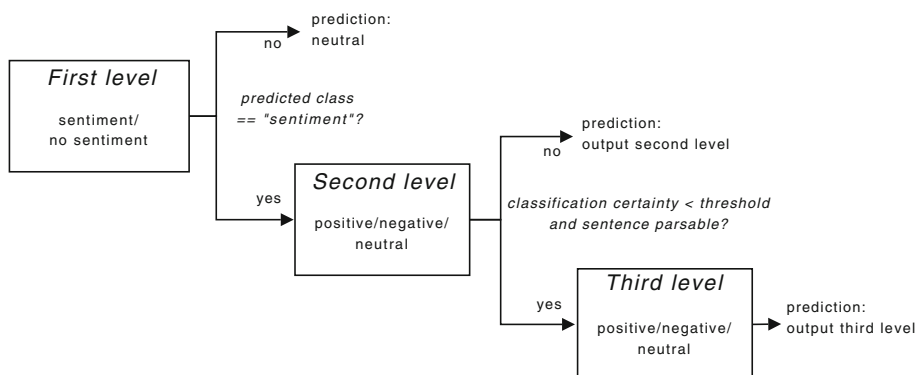 First level
sentiment/
no sentiment
no
prediction:
neutral
predicted class
== "sentiment"?
yes
Second level
positive/negative/
neutral
no
prediction:
output second level
classification certainty < threshold
and sentence parsable?
yes
Third level
positive/negative/
neutral
prediction:
output third level